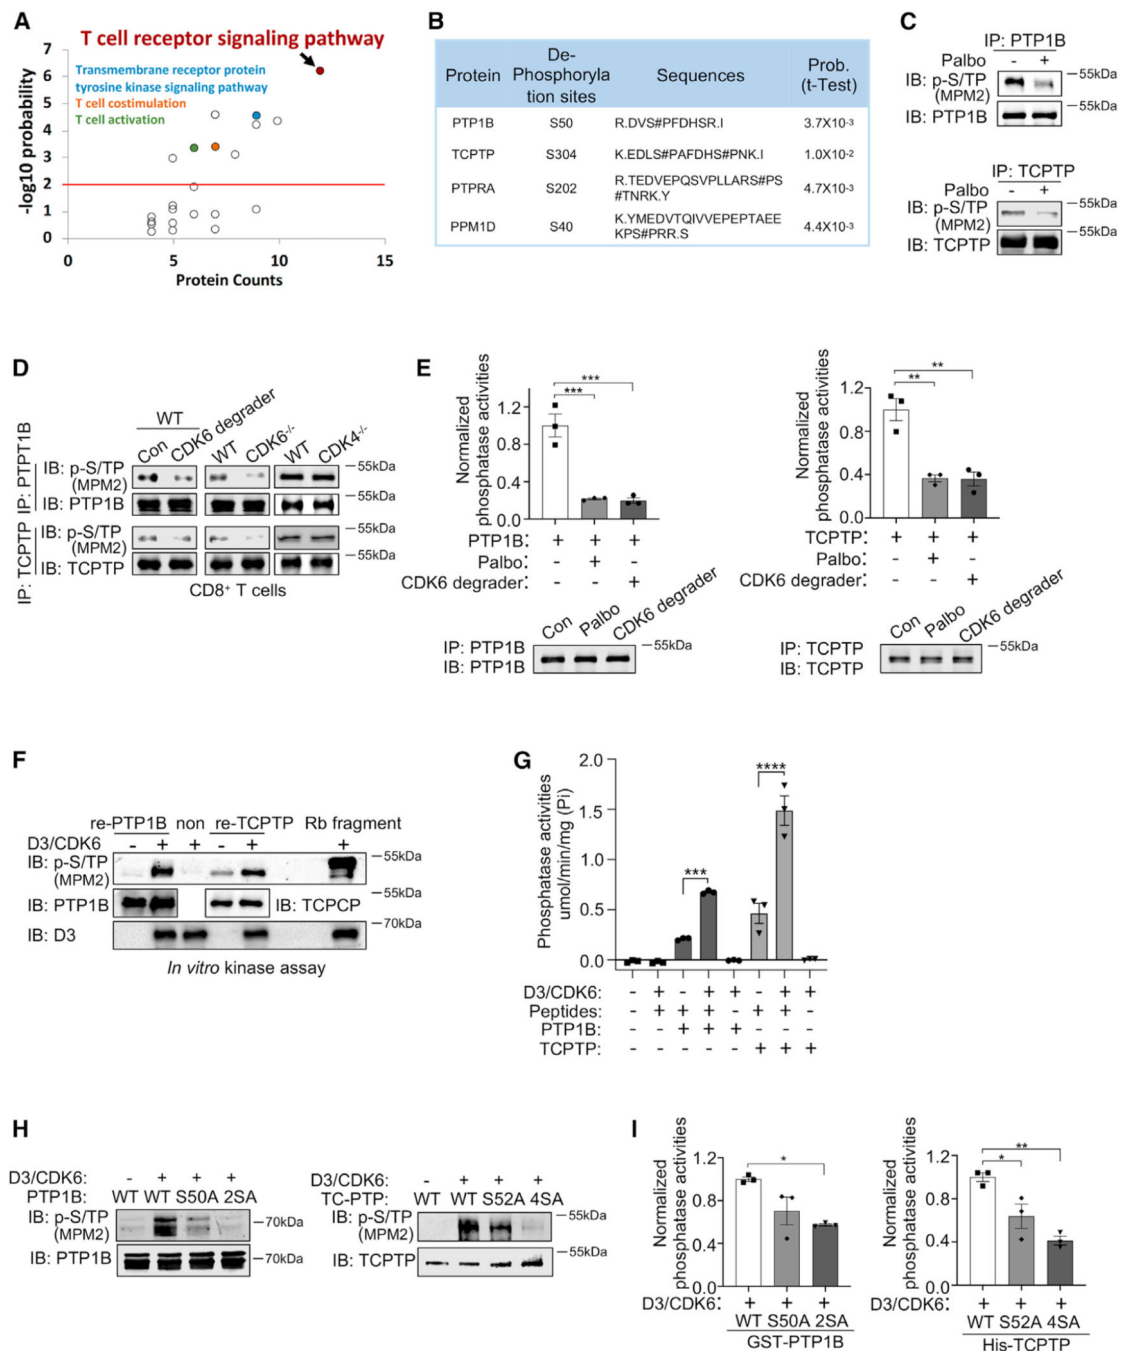 A
T cell receptor signaling pathway
7
6
5
4
3
2
1
0
-log10 probability
Transmembrane receptor protein
tyrosine kinase signaling pathway
T cell costimulation
T cell activation
0 5 10 15
Protein Counts
B
Protein De-Phosphoryla tion sites Sequences Prob. (t-Test)
PTP1B S50 R.DVS#PFDHSR.I 3.7X10-3
TCPTP S304 K.EDLS#PAFDHS#PNK.I 1.0X10-2
PTPRA S202 R.TEDVEPQSVPLLARS#PS
#TNRK.Y 4.7X10-3
PPM1D S40 K.YMEDVTQIVVEPEPTAEE
KPS#PRR.S 4.4X10-3
C
IP: PTP1B
Palbo - +
IB: p-S/TP
(MPM2)
55kDa
IB: PTP1B
55kDa
IP: TCPTP
Palbo - +
IB: p-S/TP
(MPM2)
55kDa
IB: TCPTP
55kDa
D
WT
Con CDK6 degrader WT CDK6-/- WT CDK4-/-
IP: PTPT1B
IB: p-S/TP
(MPM2)
55kDa
IB: PTP1B
55kDa
IP: TCPTP
IB: p-S/TP
(MPM2)
55kDa
IB: TCPTP
55kDa
CD8+ T cells
E
Normalized
phosphatase activities
1.2
0.8
0.4
0.0
***
***
PTP1B: + + +
Palbo: - + -
CDK6 degrader: - - +
Con Palbo CDK6 degrader
IP: PTP1B
IB: PTP1B
55kDa
Normalized
phosphatase activities
1.2
0.8
0.4
0.0
**
**
TCPTP: + + +
Palbo: - + -
CDK6 degrader: - - +
Con Palbo CDK6 degrader
IP: TCPTP
IB: TCPTP
55kDa
F
re-PTP1B non re-TCPTP Rb fragment
D3/CDK6 - + + - + +
IB: p-S/TP
(MPM2)
55kDa
IB: PTP1B
IB: TCPCP
55kDa
IB: D3
70kDa
In vitro kinase assay
G
Phosphatase activities
umol/min/mg (Pi)
2.0
1.5
1.0
0.5
0.0
***
****
D3/CDK6: - + - + + - + +
Peptides: - + + + - + + -
PTP1B: - - + + + - - -
TCPTP: - - - - - + + +
H
D3/CDK6: - + + +
PTP1B: WT WT S50A 2SA
IB: p-S/TP
(MPM2)
70kDa
IB: PTP1B
70kDa
D3/CDK6: - + + +
TC-PTP: WT WT S52A 4SA
IB: p-S/TP
(MPM2)
55kDa
IB: TCPTP
55kDa
I
Normalized
phosphatase activities
1.2
0.8
0.4
0.0
*
D3/CDK6: + + +
WT S50A 2SA
GST-PTP1B
Normalized
phosphatase activities
1.2
0.8
0.4
0.0
**
*
D3/CDK6: + + +
WT S52A 4SA
His-TCPTP